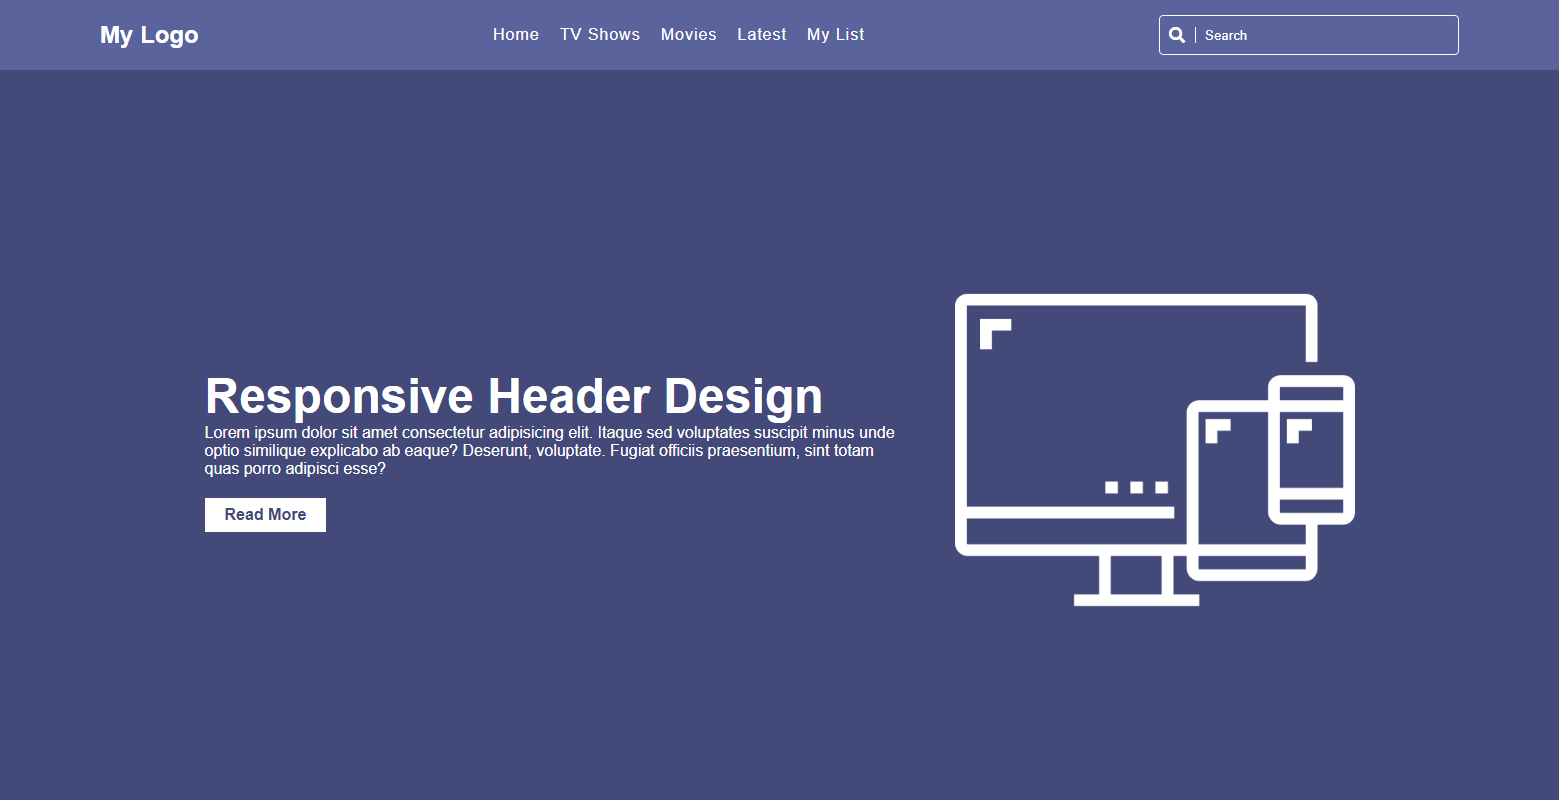 My Logo
Home TV Shows Movies Latest My List
Search
Responsive Header Design
Lorem ipsum dolor sit amet consectetur adipisicing elit. Itaque sed voluptates suscipit minus unde
optio similique explicabo ab eaque? Deserunt, voluptate. Fugiat officiis praesentium, sint totam
quas porro adipisci esse?
Read More